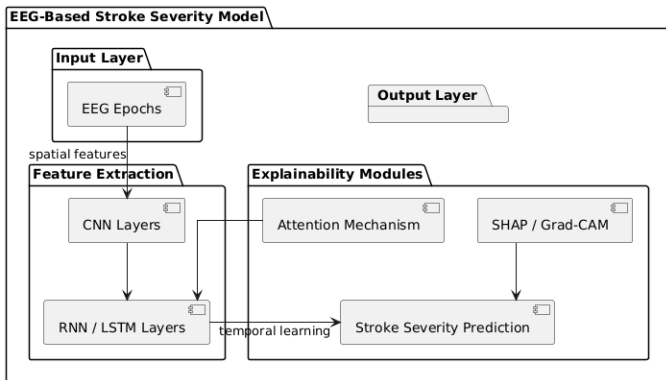 EEG-Based Stroke Severity Model
Input Layer
EEG Epochs
Output Layer
spatial features
Feature Extraction
Explainability Modules
CNN Layers
Attention Mechanism
SHAP / Grad-CAM
RNN / LSTM Layers
temporal learning
Stroke Severity Prediction